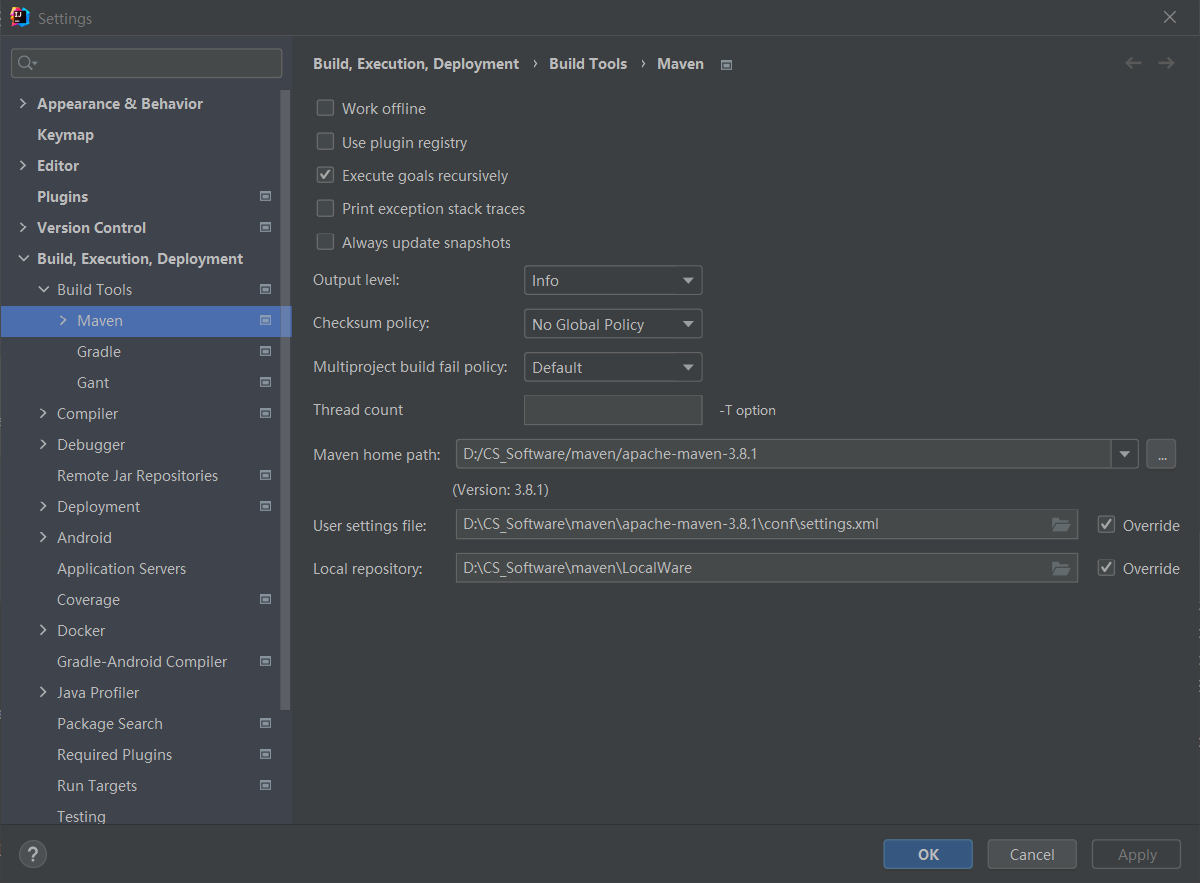 Settings
Appearance & Behavior
Keymap
Editor
Plugins
Version Control
Build, Execution, Deployment
Build Tools
Maven
Gradle
Gant
Compiler
Debugger
Remote Jar Repositories
Deployment
Android
Application Servers
Coverage
Docker
Gradle-Android Compiler
Java Profiler
Package Search
Required Plugins
Run Targets
Testing
Build, Execution, Deployment › Build Tools › Maven
Work offline
Use plugin registry
Execute goals recursively
Print exception stack traces
Always update snapshots
Output level: Info
Checksum policy: No Global Policy
Multiproject build fail policy: Default
Thread count -T option
Maven home path: D:/CS_Software/maven/apache-maven-3.8.1 ...
(Version: 3.8.1)
User settings file: D:\CS_Software\maven\apache-maven-3.8.1\conf\settings.xml Override
Local repository: D:\CS_Software\maven\LocalWare Override
? OK Cancel Apply